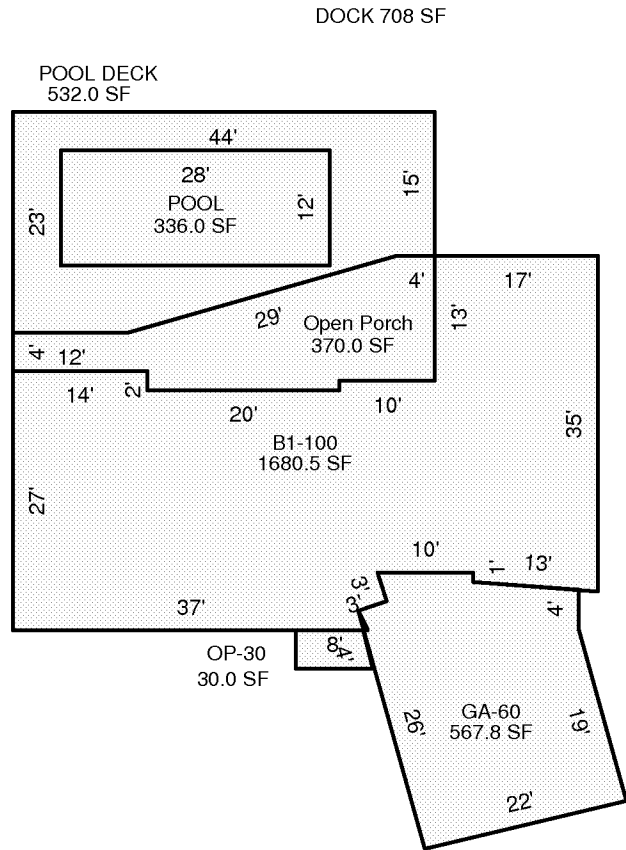 DOCK 708 SF
POOL DECK
532.0 SF
44'
28'
POOL
336.0 SF
12'
15'
23'
4'
17'
29'
Open Porch
370.0 SF
13'
4'
12'
14'
2'
20'
10'
35'
B1-100
1680.5 SF
27'
10'
1'
13'
3'
3'
37'
4'
OP-30
30.0 SF
8'
4'
GA-60
567.8 SF
26'
19'
22'